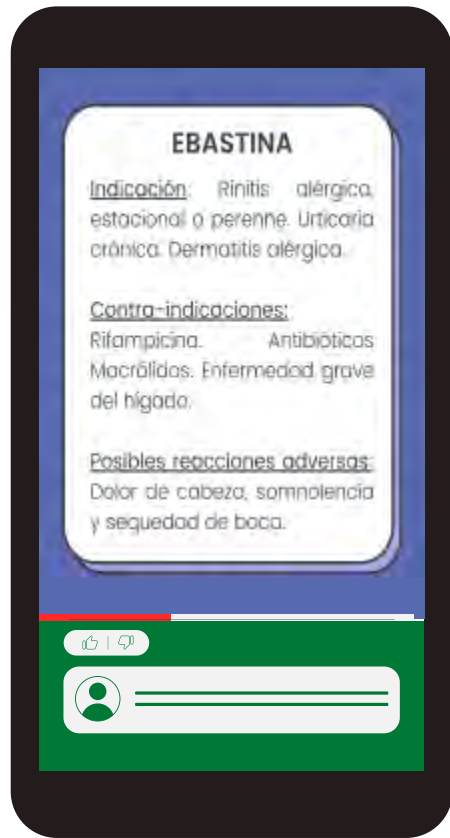 EBASTINA
Indicación: Rinitis alérgica
estacional o perenne. Urticaria
crónica. Dermatitis alérgica.
Contra-indicaciones:
Rifampicina. Antibióticos
Macrólidos. Enfermedad grave
del hígado.
Posibles reacciones adversas:
Dolor de cabeza, somnolencia
y sequedad de boca.